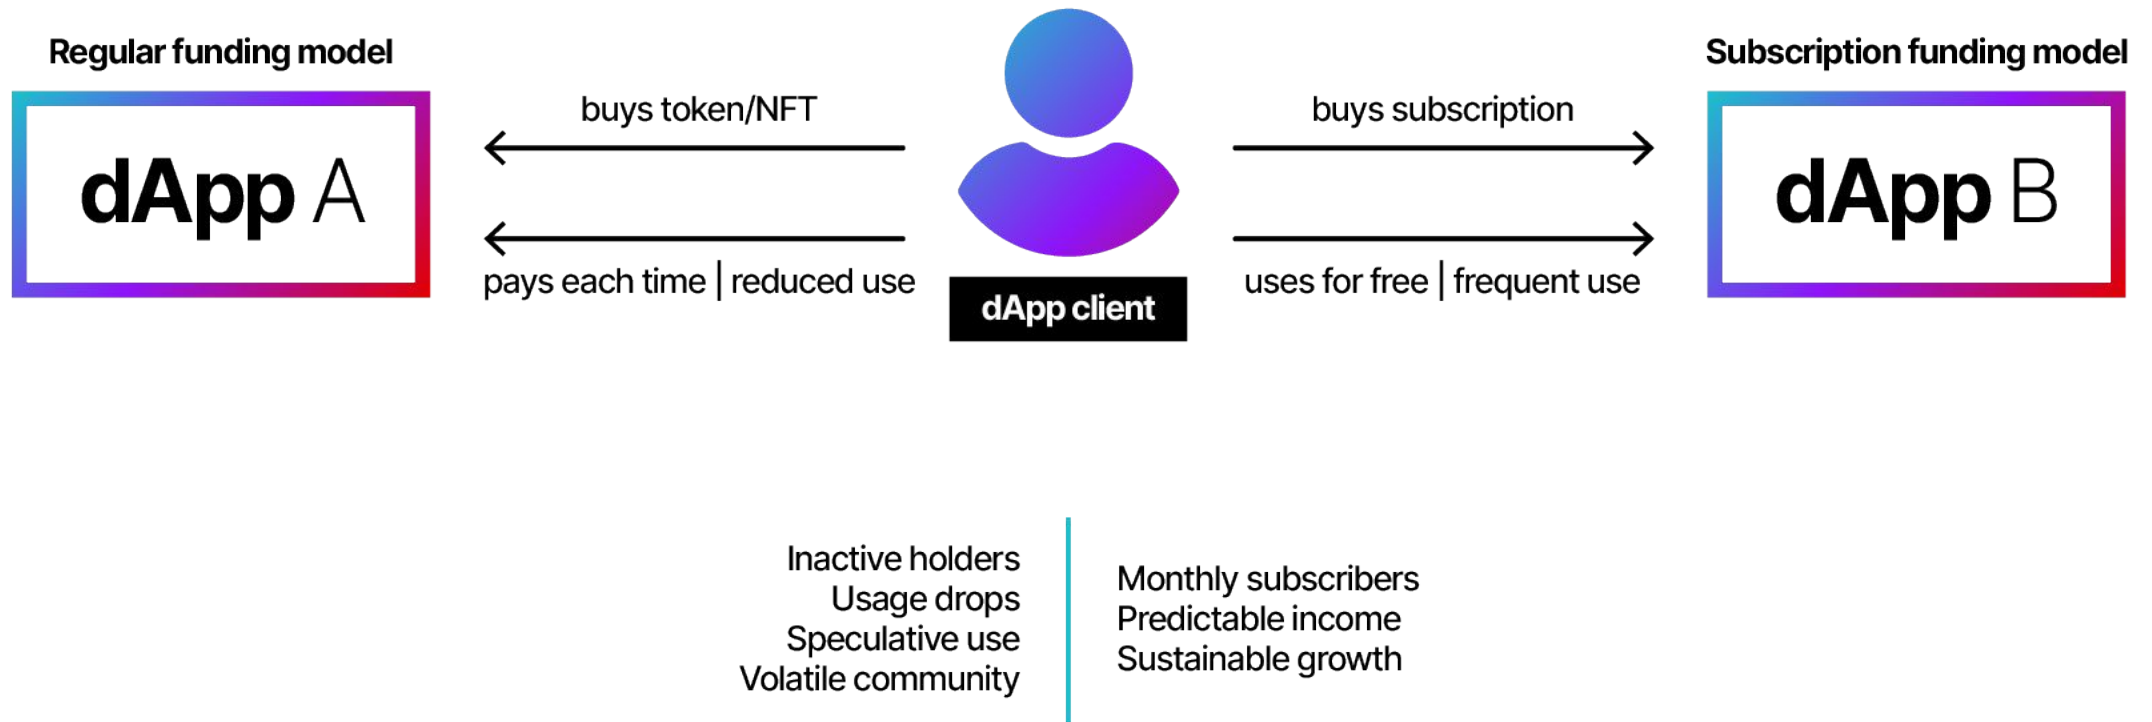 Regular funding model
Subscription funding model
buys token/NFT
buys subscription
dApp A
dApp B
pays each time | reduced use
uses for free | frequent use
dApp client
Inactive holders
Usage drops
Speculative use
Volatile community
Monthly subscribers
Predictable income
Sustainable growth